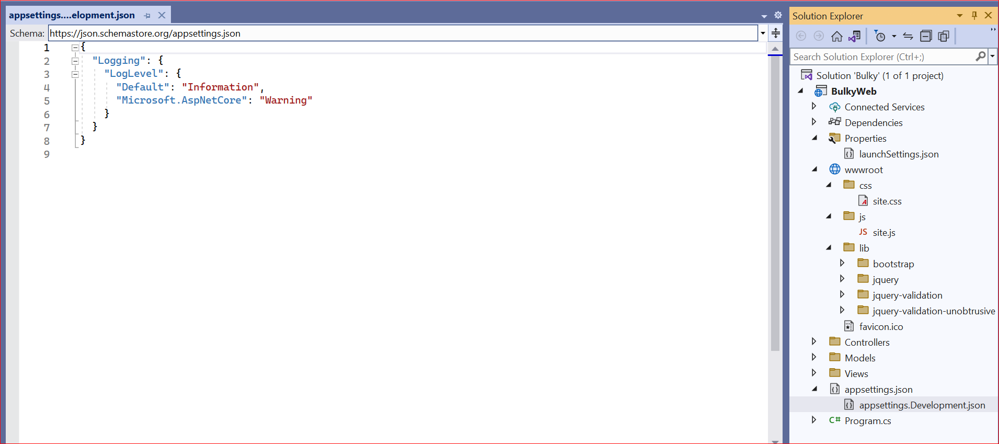 appsettings....elopment.json
Schema: https://json.schemastore.org/appsettings.json
1 {
2 "Logging": {
3 "LogLevel": {
4 "Default": "Information",
5 "Microsoft.AspNetCore": "Warning"
6 }
7 }
8 }
9
Solution Explorer
Search Solution Explorer (Ctrl+;)
Solution 'Bulky' (1 of 1 project)
BulkyWeb
Connected Services
Dependencies
Properties
launchSettings.json
wwwroot
css
site.css
js
JS site.js
lib
bootstrap
jquery
jquery-validation
jquery-validation-unobtrusive
favicon.ico
Controllers
Models
Views
appsettings.json
appsettings.Development.json
C# Program.cs